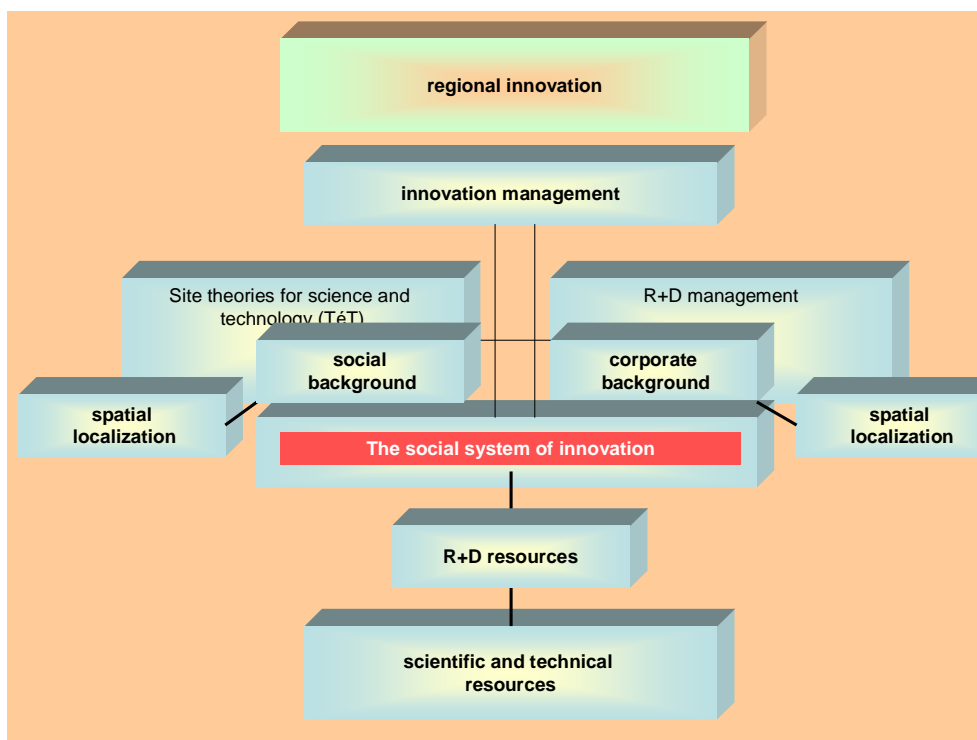 regional innovation
innovation management
Site theories for science and
technology (TéT)
R+D management
social
background
corporate
background
spatial
localization
spatial
localization
The social system of innovation
R+D resources
scientific and technical
resources